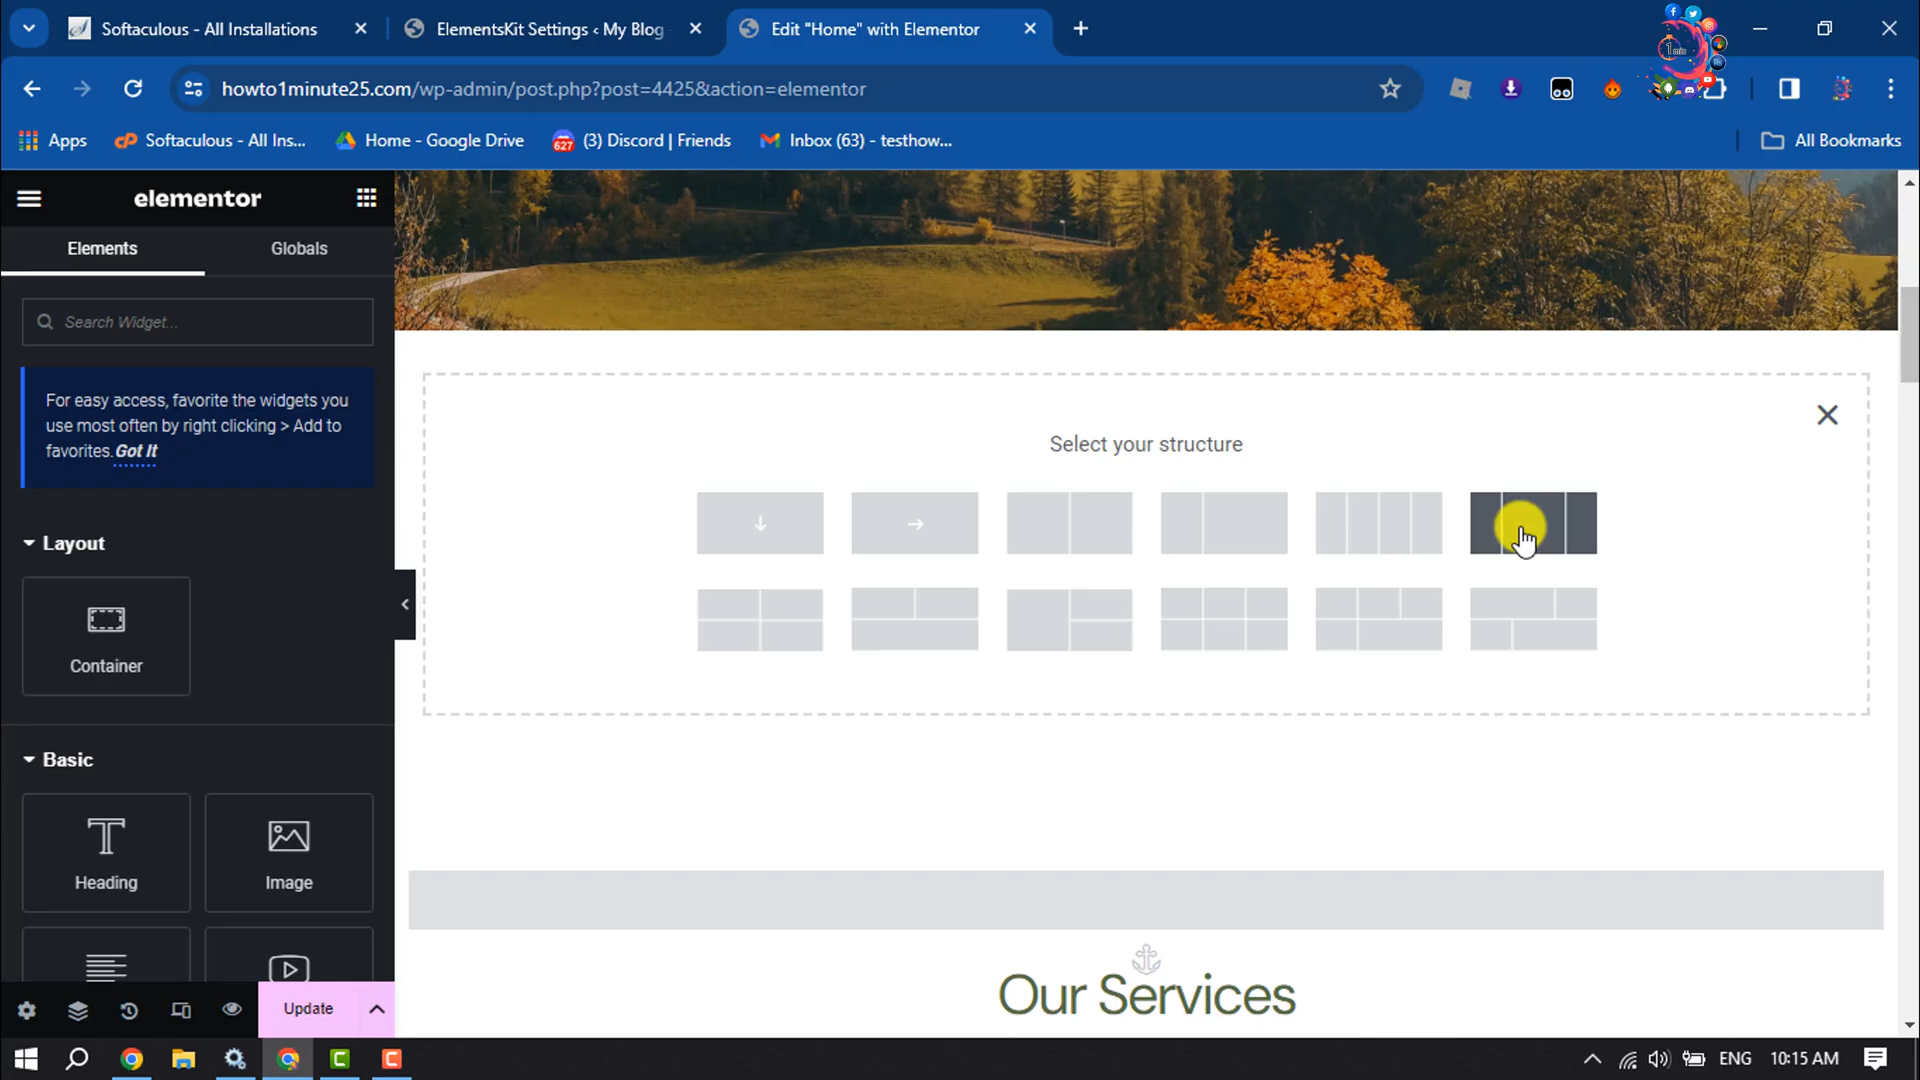 Softaculous - All Installations
ElementsKit Settings ‹ My Blog
Edit "Home" with Elementor
howto1minute25.com/wp-admin/post.php?post=4425&action=elementor
Apps
Softaculous - All Ins...
Home - Google Drive
627
(3) Discord | Friends
Inbox (63) - testhow...
All Bookmarks
elementor
Elements
Globals
Search Widget...
For easy access, favorite the widgets you
use most often by right clicking > Add to
favorites. Got It
Select your structure
Layout
Container
Basic
Heading
Image
Our Services
Update
ENG
10:15 AM